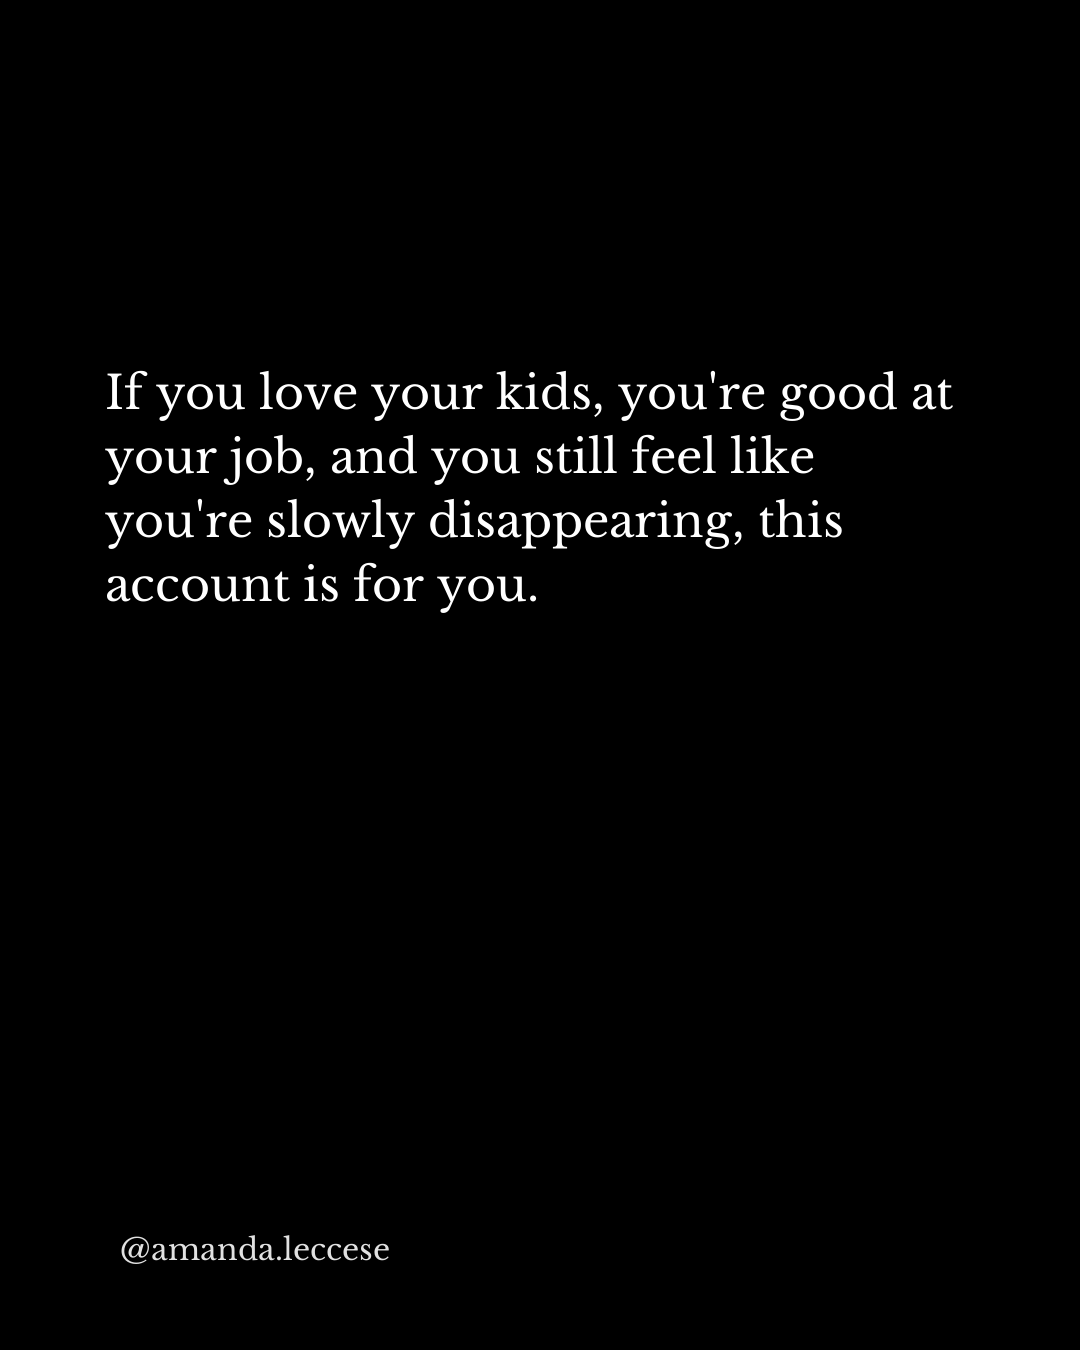 If you love your kids, you're good at
your job, and you still feel like
you're slowly disappearing, this
account is for you.
@amanda.leccese